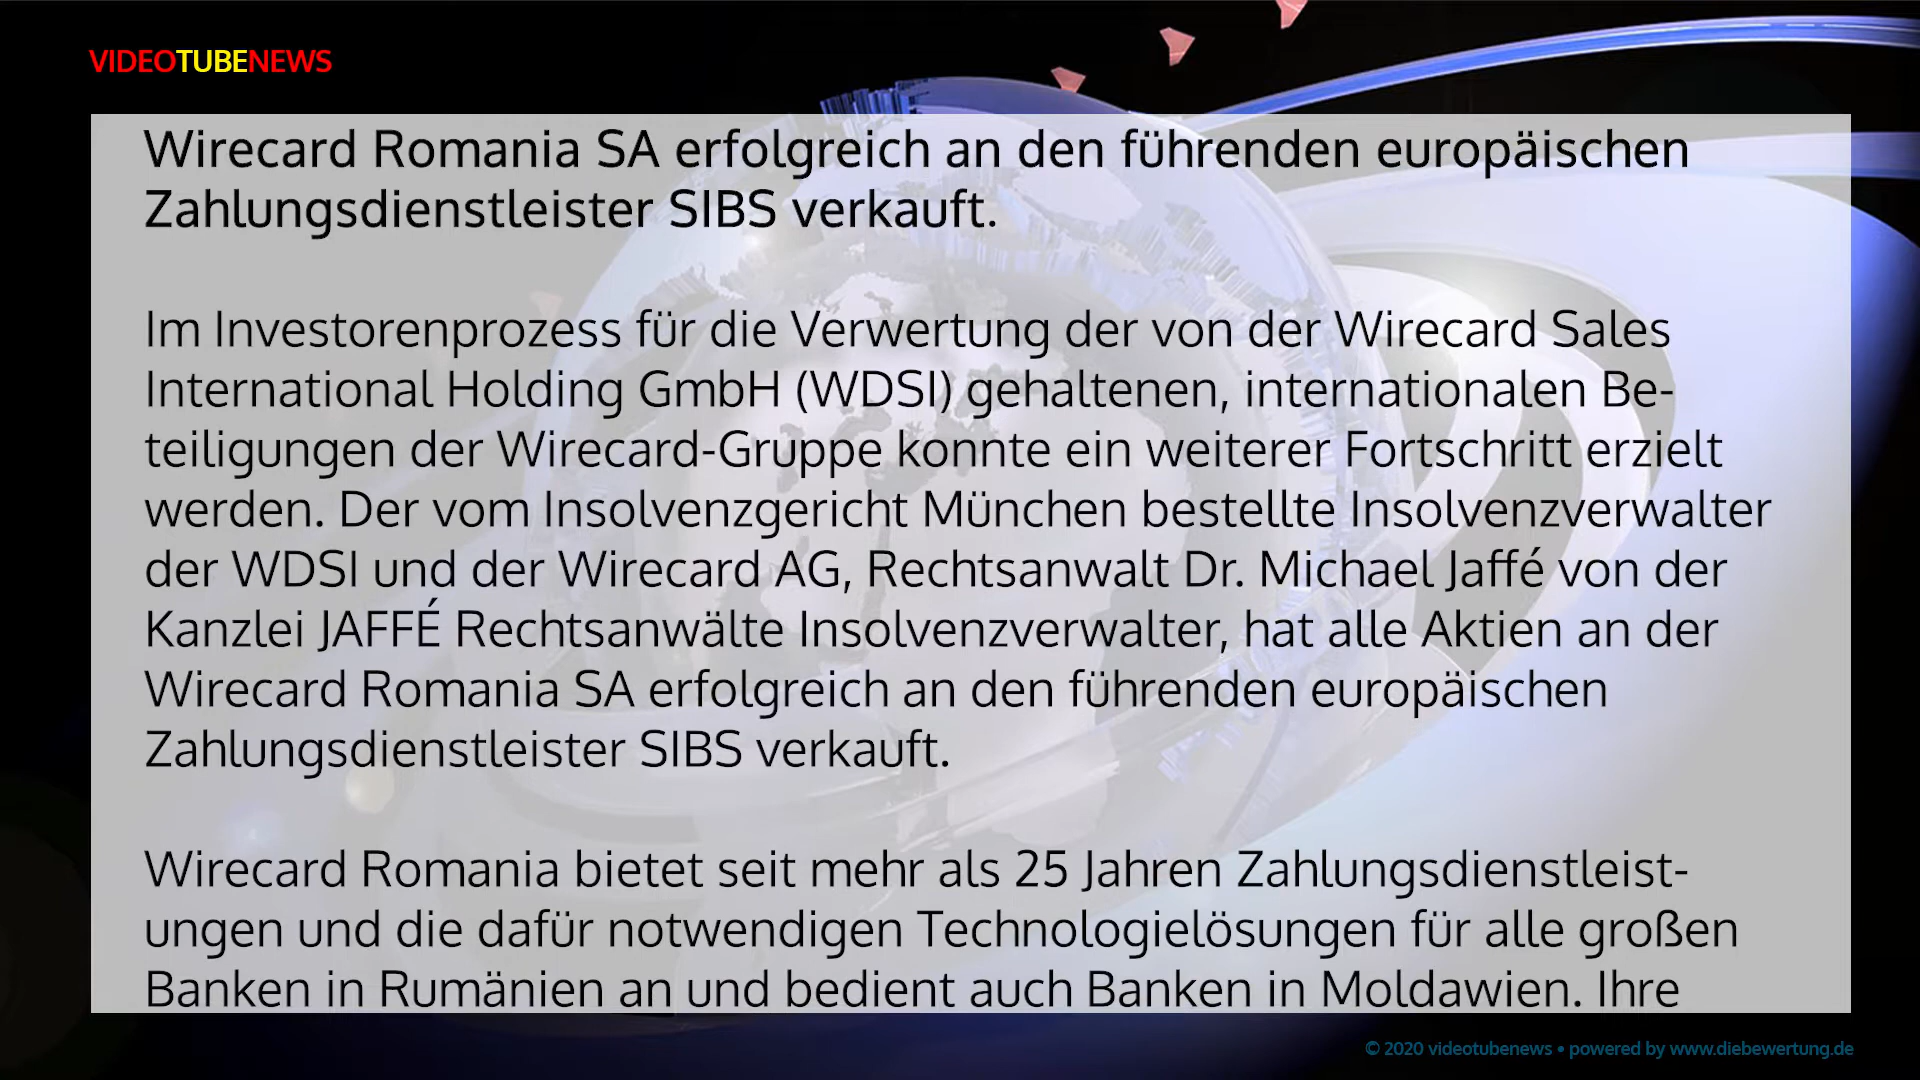 VIDEOTUBENEWS
Wirecard Romania SA erfolgreich an den führenden europäischen
Zahlungsdienstleister SIBS verkauft.
Im Investorenprozess für die Verwertung der von der Wirecard Sales
International Holding GmbH (WDSI) gehaltenen, internationalen Be-
teiligungen der Wirecard-Gruppe konnte ein weiterer Fortschritt erzielt
werden. Der vom Insolvenzgericht München bestellte Insolvenzverwalter
der WDSI und der Wirecard AG, Rechtsanwalt Dr. Michael Jaffé von der
Kanzlei JAFFÉ Rechtsanwälte Insolvenzverwalter, hat alle Aktien an der
Wirecard Romania SA erfolgreich an den führenden europäischen
Zahlungsdienstleister SIBS verkauft.
Wirecard Romania bietet seit mehr als 25 Jahren Zahlungsdienstleist-
ungen und die dafür notwendigen Technologielösungen für alle großen
Banken in Rumänien an und bedient auch Banken in Moldawien. Ihre
© 2020 videotubenews • powered by www.diebewertung.de